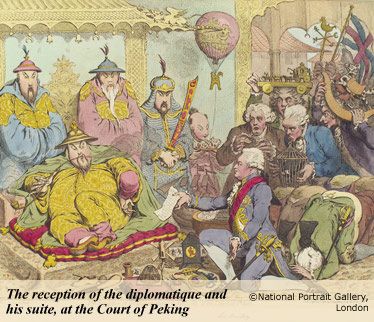 The reception of the diplomatique and
his suite, at the Court of Peking
©National Portrait Gallery,
London